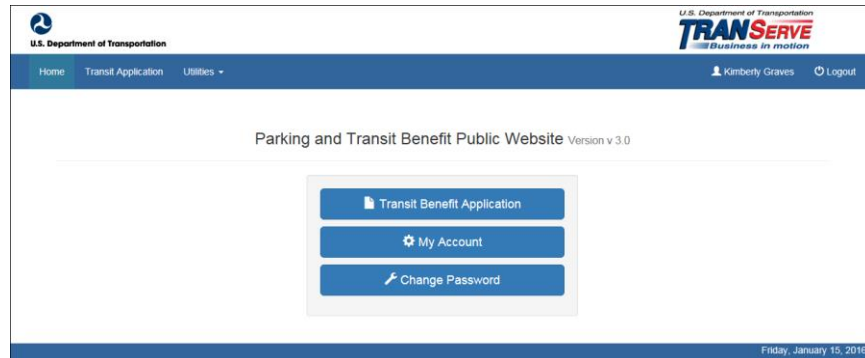 U.S. Department of Transportation
U.S. Department of Transportation
TRANSERVE
Business in motion
Home Transit Application Utilities Kimberly Graves Logout
Parking and Transit Benefit Public Website Version v 3.0
Transit Benefit Application
My Account
Change Password
Friday, January 15, 2016